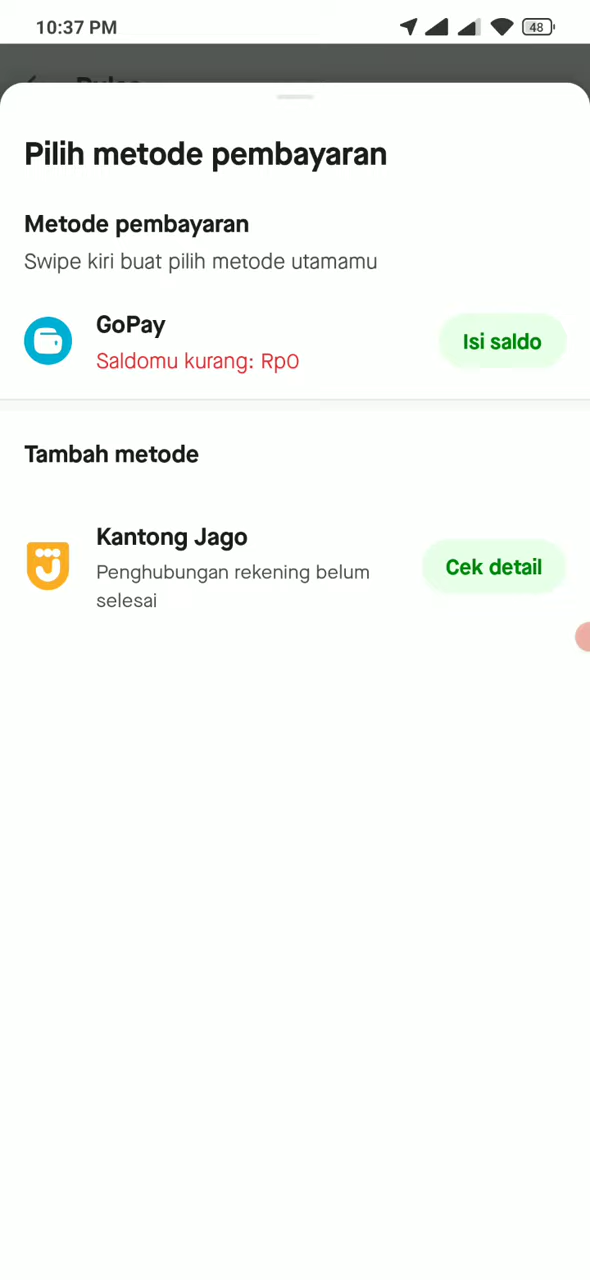 10:37 PM
48
Pilih metode pembayaran
Metode pembayaran
Swipe kiri buat pilih metode utamamu
GoPay
Saldomu kurang: Rp0
Isi saldo
Tambah metode
Kantong Jago
Penghubungan rekening belum
selesai
Cek detail